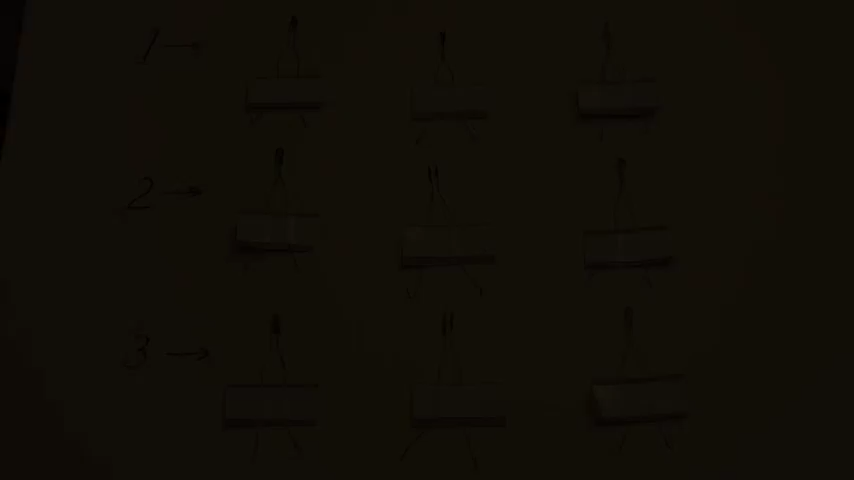 1 →
2 →
3 →